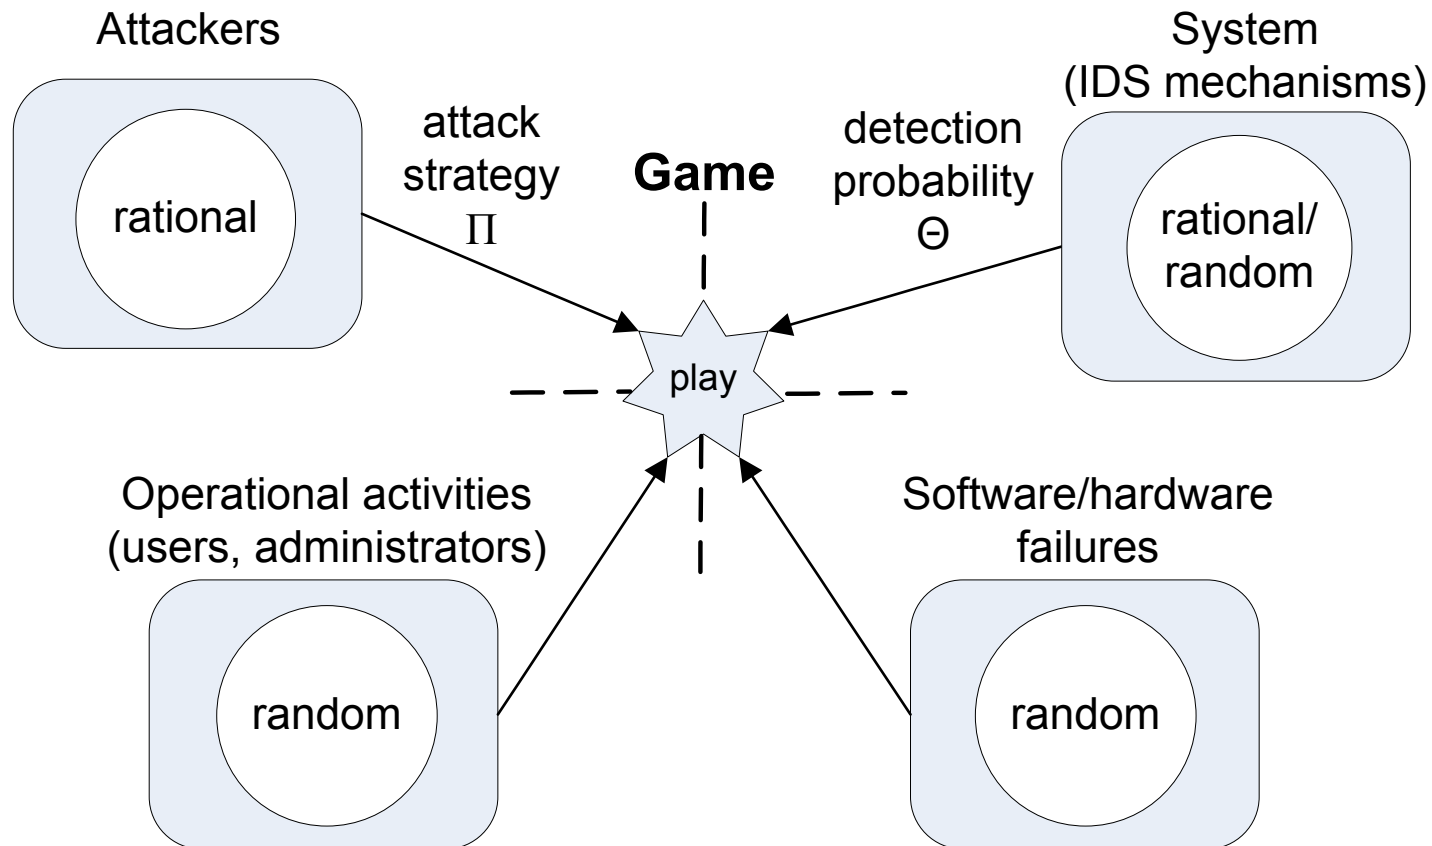 Attackers
rational
attack
strategy
Π
Game
detection
probability
Θ
System
(IDS mechanisms)
rational/
random
play
Operational activities
(users, administrators)
random
Software/hardware
failures
random